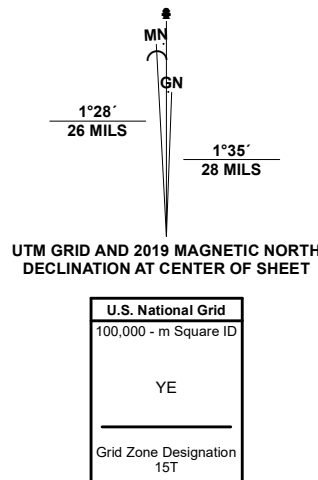 MN
GN
1°28´
26 MILS
1°35´
28 MILS
UTM GRID AND 2019 MAGNETIC NORTH
DECLINATION AT CENTER OF SHEET
U.S. National Grid
100,000 - m Square ID
YE
Grid Zone Designation
15T